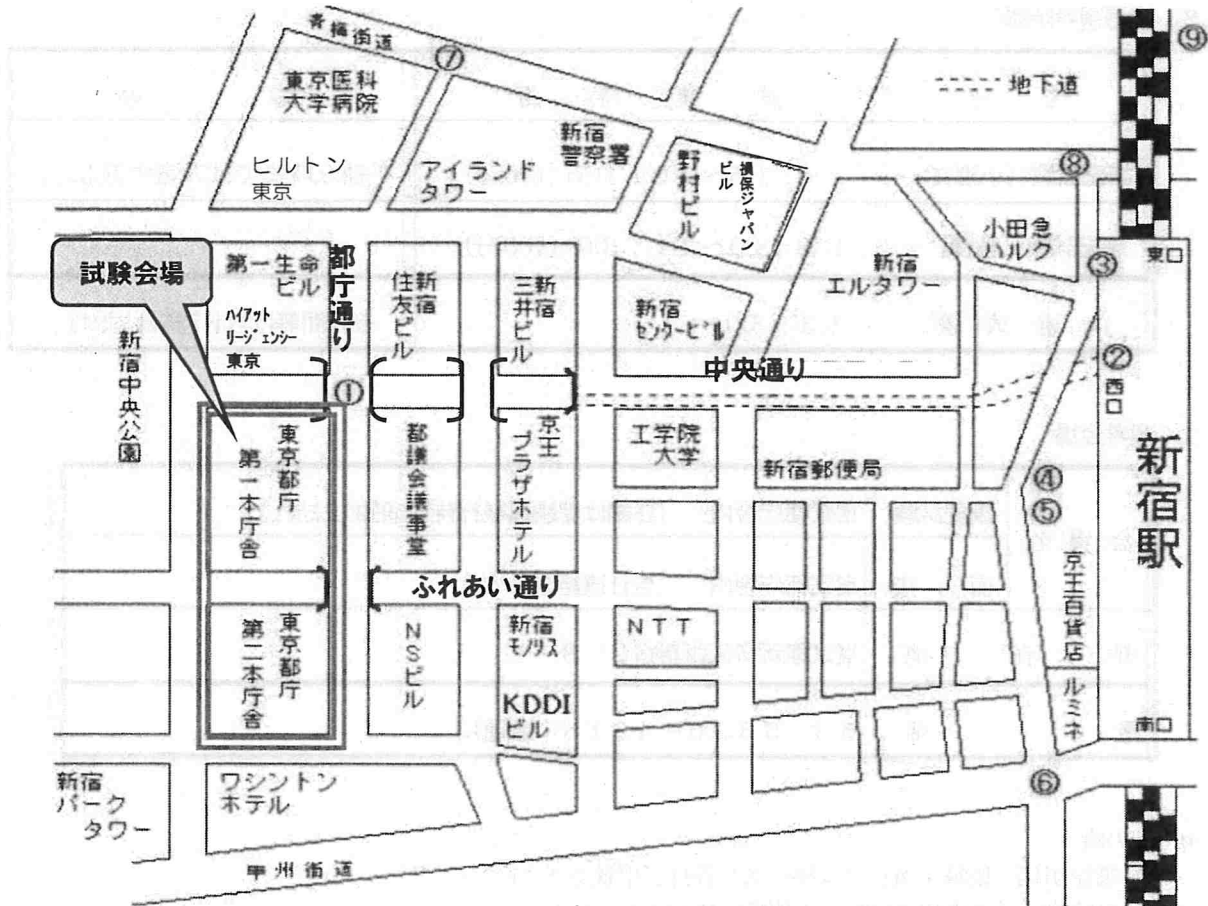 青梅街道
⑦
⑨
東京医科
大学病院
地下道
新宿
警察署
ヒルトン
東京
アイランド
タワー
野村ビル
損保ジャパン
ビル
⑧
小田急
ハルク
③
東口
試験会場
第一生命
ビル
都庁通り
新宿
住友ビル
新宿
三井ビル
新宿
センタービル
新宿
エルタワー
ハイアット
リージェンシー
東京
新宿中央公園
①
中央通り
②
西口
新宿駅
東京都庁
第一本庁舎
都議会議事堂
京王
プラザホテル
工学院
大学
新宿郵便局
④
⑤
京王百貨店
ふれあい通り
東京都庁
第二本庁舎
NSビル
新宿
モノリス
NTT
KDDI
ビル
ルミネ
南口
⑥
新宿
パーク
タワー
ワシントン
ホテル
甲州街道